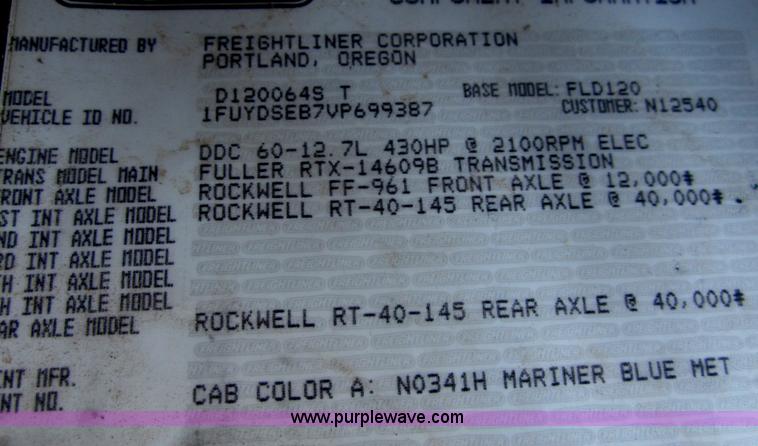 COMPONENT INFORMATION
MANUFACTURED BY FREIGHTLINER CORPORATION
PORTLAND, OREGON
MODEL D120064S T BASE MODEL: FLD120
VEHICLE ID NO. 1FUYDSEB7VP699387 CUSTOMER: N12540
ENGINE MODEL DDC 60-12.7L 430HP @ 2100RPM ELEC
TRANS MODEL MAIN FULLER RTX-14609B TRANSMISSION
FRONT AXLE MODEL ROCKWELL FF-961 FRONT AXLE @ 12,000#
ST INT AXLE MODEL ROCKWELL RT-40-145 REAR AXLE @ 40,000#
ND INT AXLE MODEL
RD INT AXLE MODEL
TH INT AXLE MODEL
TH INT AXLE MODEL
AR AXLE MODEL ROCKWELL RT-40-145 REAR AXLE @ 40,000#
NT MFR.
NT NO. CAB COLOR A: N0341H MARINER BLUE MET
www.purplewave.com